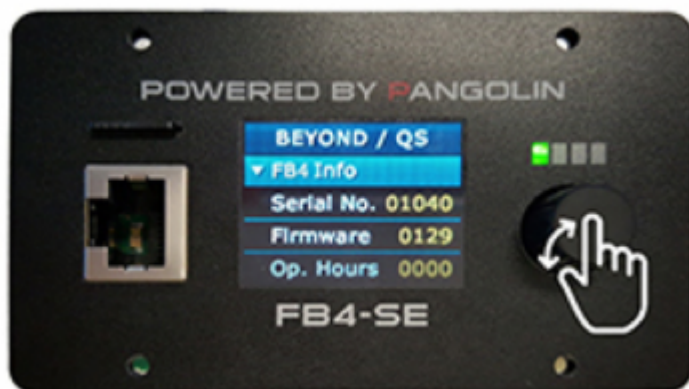 POWERED BY PANGOLIN
BEYOND / QS
FB4 Info
Serial No. 01040
Firmware 0129
Op. Hours 0000
FB4-SE